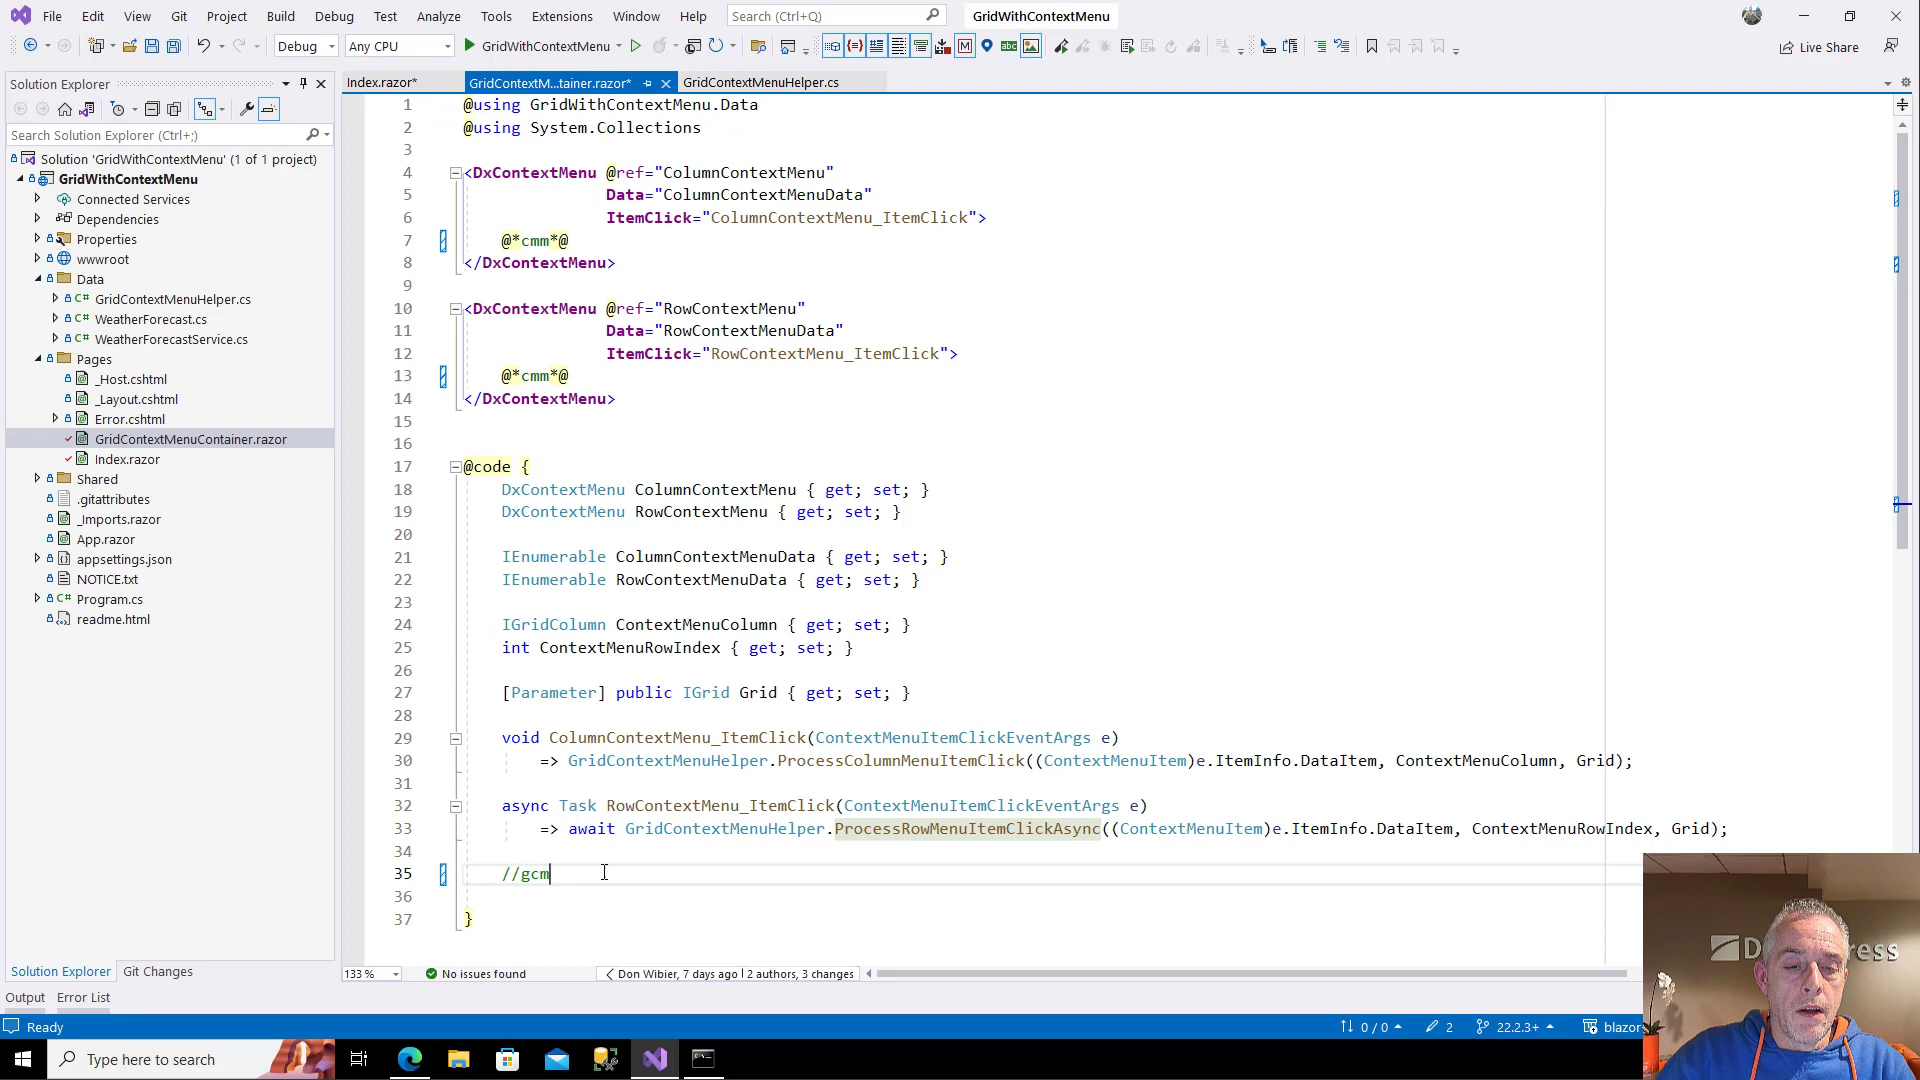 File Edit View Git Project Build Debug Test Analyze Tools Extensions Window Help Search (Ctrl+Q) GridWithContextMenu
Debug Any CPU GridWithContextMenu Live Share
Solution Explorer
Search Solution Explorer (Ctrl+;)
Solution 'GridWithContextMenu' (1 of 1 project)
GridWithContextMenu
Connected Services
Dependencies
Properties
wwwroot
Data
C# GridContextMenuHelper.cs
C# WeatherForecast.cs
C# WeatherForecastService.cs
Pages
_Host.cshtml
_Layout.cshtml
Error.cshtml
GridContextMenuContainer.razor
Index.razor
Shared
.gitattributes
_Imports.razor
App.razor
appsettings.json
NOTICE.txt
C# Program.cs
readme.html
Solution Explorer Git Changes
Output Error List
Index.razor* GridContextM...tainer.razor* GridContextMenuHelper.cs
1 @using GridWithContextMenu.Data
2 @using System.Collections
3
4 <DxContextMenu @ref="ColumnContextMenu"
5 Data="ColumnContextMenuData"
6 ItemClick="ColumnContextMenu_ItemClick">
7 @*cmm*@
8 </DxContextMenu>
9
10 <DxContextMenu @ref="RowContextMenu"
11 Data="RowContextMenuData"
12 ItemClick="RowContextMenu_ItemClick">
13 @*cmm*@
14 </DxContextMenu>
15
16
17 @code {
18 DxContextMenu ColumnContextMenu { get; set; }
19 DxContextMenu RowContextMenu { get; set; }
20
21 IEnumerable ColumnContextMenuData { get; set; }
22 IEnumerable RowContextMenuData { get; set; }
23
24 IGridColumn ContextMenuColumn { get; set; }
25 int ContextMenuRowIndex { get; set; }
26
27 [Parameter] public IGrid Grid { get; set; }
28
29 void ColumnContextMenu_ItemClick(ContextMenuItemClickEventArgs e)
30 => GridContextMenuHelper.ProcessColumnMenuItemClick((ContextMenuItem)e.ItemInfo.DataItem, ContextMenuColumn, Grid);
31
32 async Task RowContextMenu_ItemClick(ContextMenuItemClickEventArgs e)
33 => await GridContextMenuHelper.ProcessRowMenuItemClickAsync((ContextMenuItem)e.ItemInfo.DataItem, ContextMenuRowIndex, Grid);
34
35 //gcm
36
37 }
133 % No issues found Don Wibier, 7 days ago | 2 authors, 3 changes
Ready 0 / 0 2 22.2.3+ blazor
Type here to search